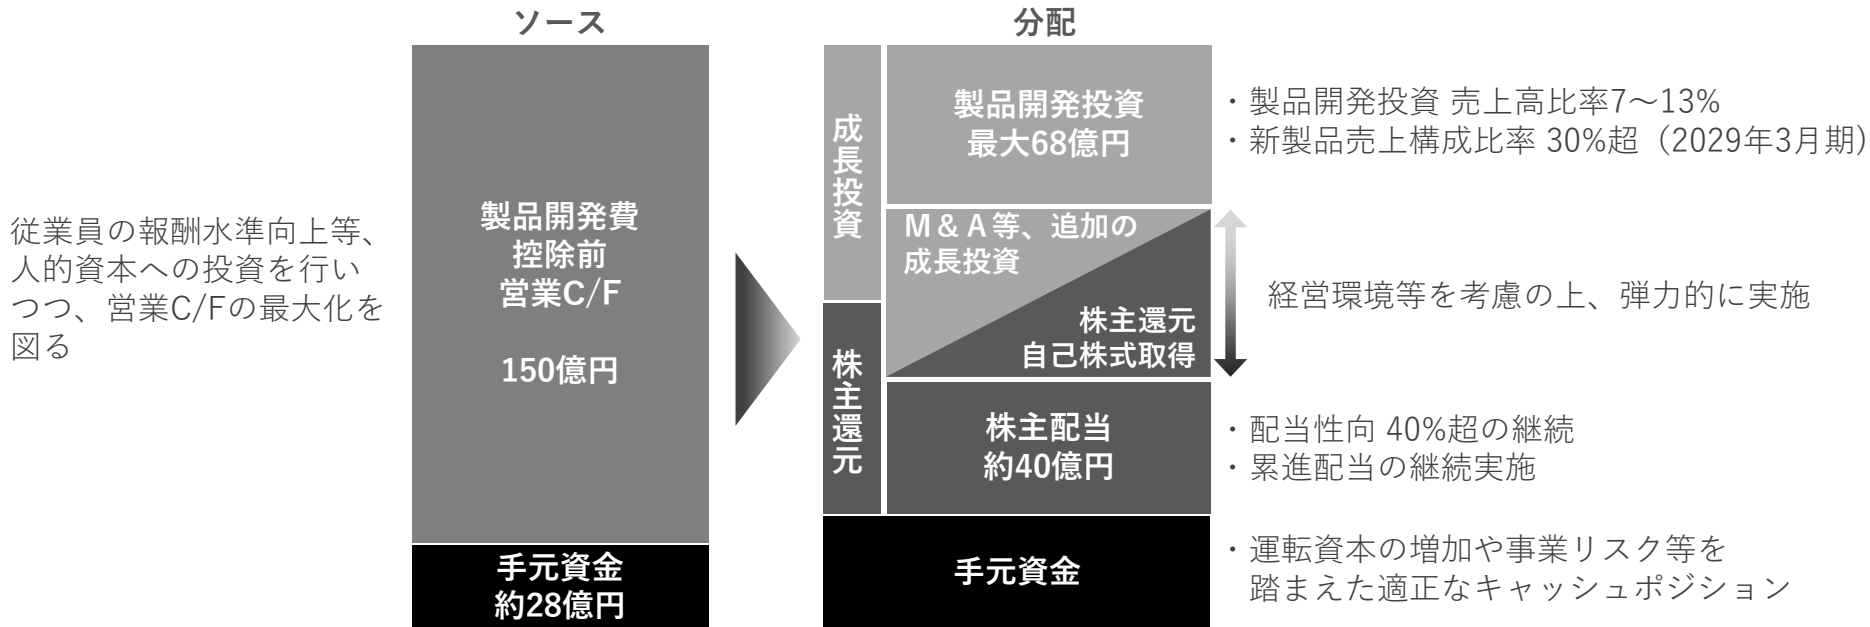 ソース
分配
従業員の報酬水準向上等、
人的資本への投資を行い
つつ、営業C/Fの最大化を
図る
製品開発費
控除前
営業C/F
150億円
手元資金
約28億円
成長投資
株主還元
製品開発投資
最大68億円
M&A等、追加の
成長投資
株主還元
自己株式取得
株主配当
約40億円
手元資金
・製品開発投資 売上高比率7～13%
・新製品売上構成比率 30%超（2029年3月期）
経営環境等を考慮の上、弾力的に実施
・配当性向 40%超の継続
・累進配当の継続実施
・運転資本の増加や事業リスク等を
踏まえた適正なキャッシュポジション